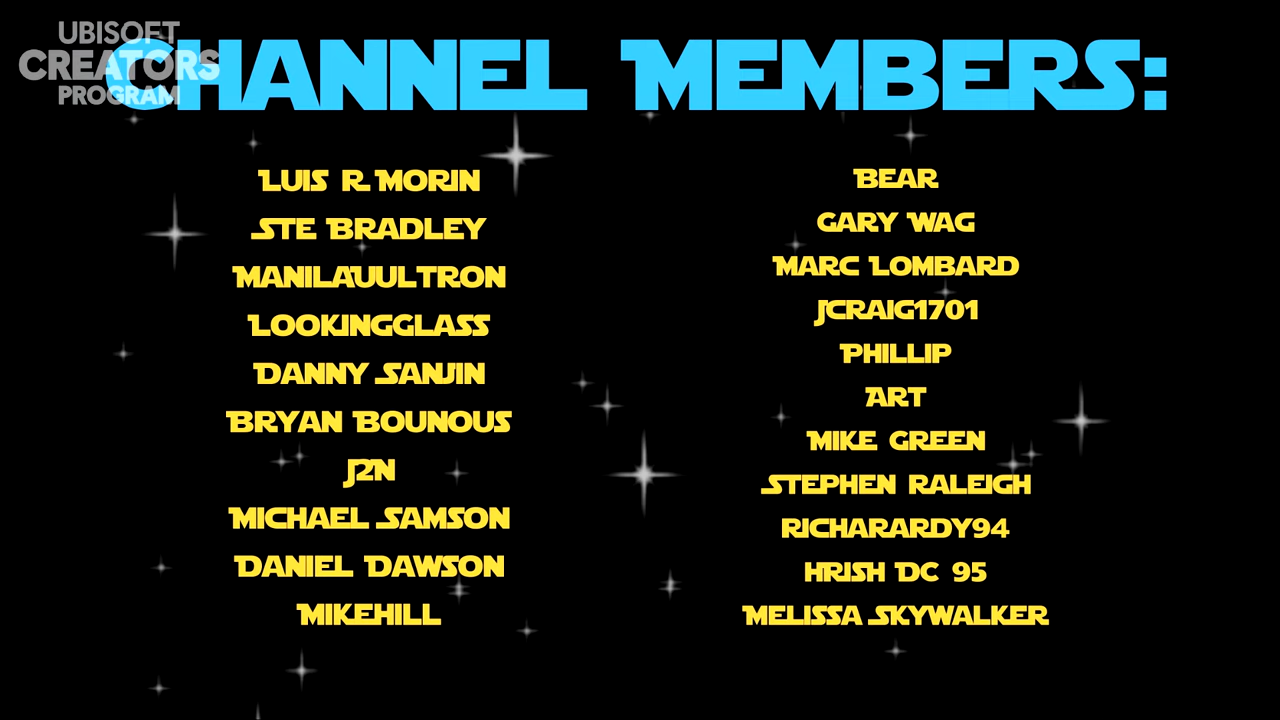 UBISOFT
CREATORS
PROGRAM
Channel Members:
Luis R Morin
Ste Bradley
Manilauultron
Lookingglass
Danny Sanjin
Bryan Bounous
J2N
Michael Samson
Daniel Dawson
Mikehill
Bear
Gary Wag
Marc Lombard
Jcraig1701
Phillip
Art
Mike Green
Stephen Raleigh
richarardy94
Hrish Dc 95
Melissa Skywalker